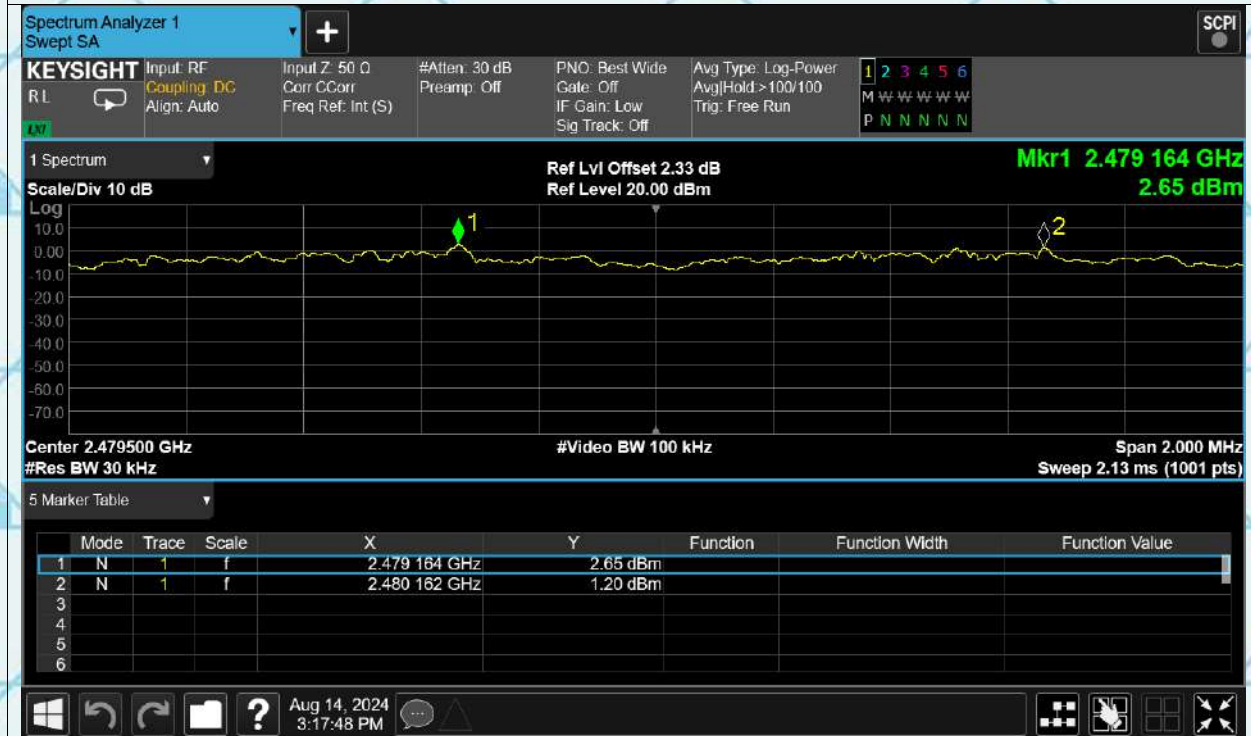 Spectrum Analyzer 1
Swept SA
+
SCPI
KEYSIGHT
RL
LXI
Input: RF
Coupling: DC
Align: Auto
Input Z: 50 Ω
Corr CCorr
Freq Ref: Int (S)
#Atten: 30 dB
Preamp: Off
PNO: Best Wide
Gate: Off
IF Gain: Low
Sig Track: Off
Avg Type: Log-Power
Avg|Hold:>100/100
Trig: Free Run
1 2 3 4 5 6
M W W W W W
P N N N N N
1 Spectrum
Scale/Div 10 dB
Ref Lvl Offset 2.33 dB
Ref Level 20.00 dBm
Mkr1 2.479 164 GHz
2.65 dBm
Log
10.0
0.00
-10.0
-20.0
-30.0
-40.0
-50.0
-60.0
-70.0
1
2
Center 2.479500 GHz
#Res BW 30 kHz
#Video BW 100 kHz
Span 2.000 MHz
Sweep 2.13 ms (1001 pts)
5 Marker Table
Mode Trace Scale X Y Function Function Width Function Value
1 N 1 f 2.479 164 GHz 2.65 dBm
2 N 1 f 2.480 162 GHz 1.20 dBm
3
4
5
6
?
Aug 14, 2024
3:17:48 PM